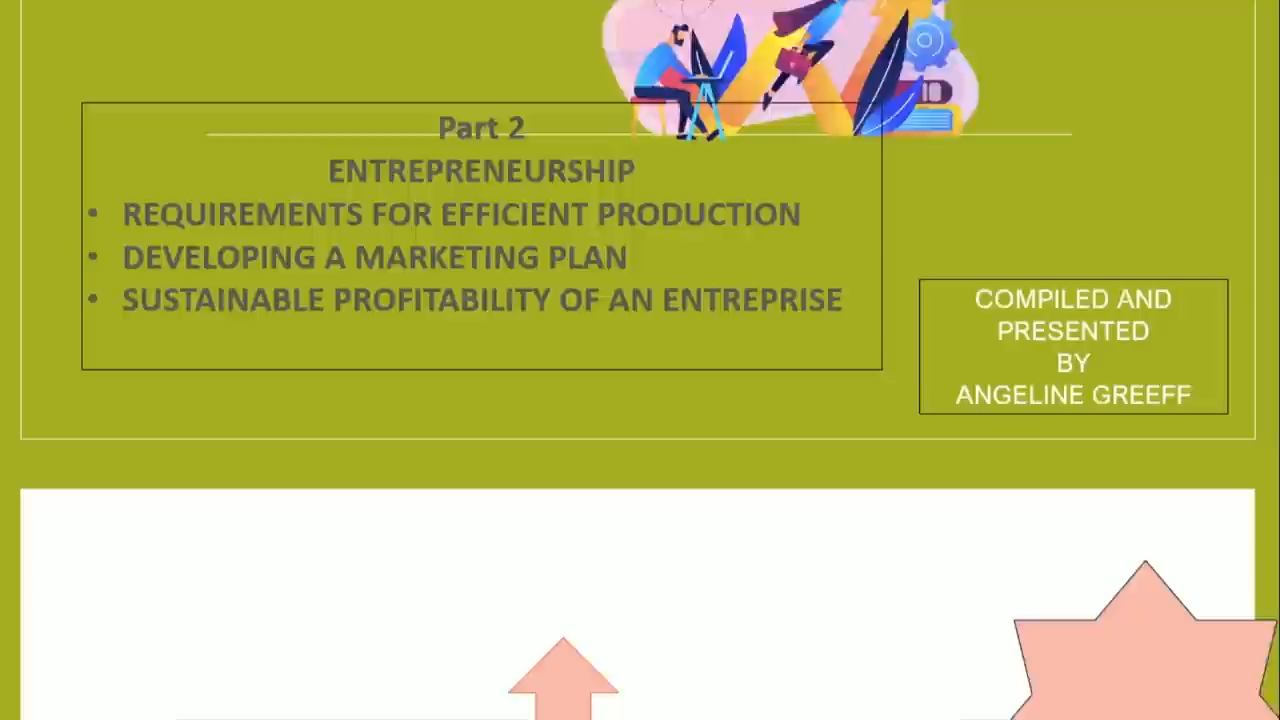 Part 2
ENTREPRENEURSHIP
• REQUIREMENTS FOR EFFICIENT PRODUCTION
• DEVELOPING A MARKETING PLAN
• SUSTAINABLE PROFITABILITY OF AN ENTREPRISE
COMPILED AND
PRESENTED
BY
ANGELINE GREEFF